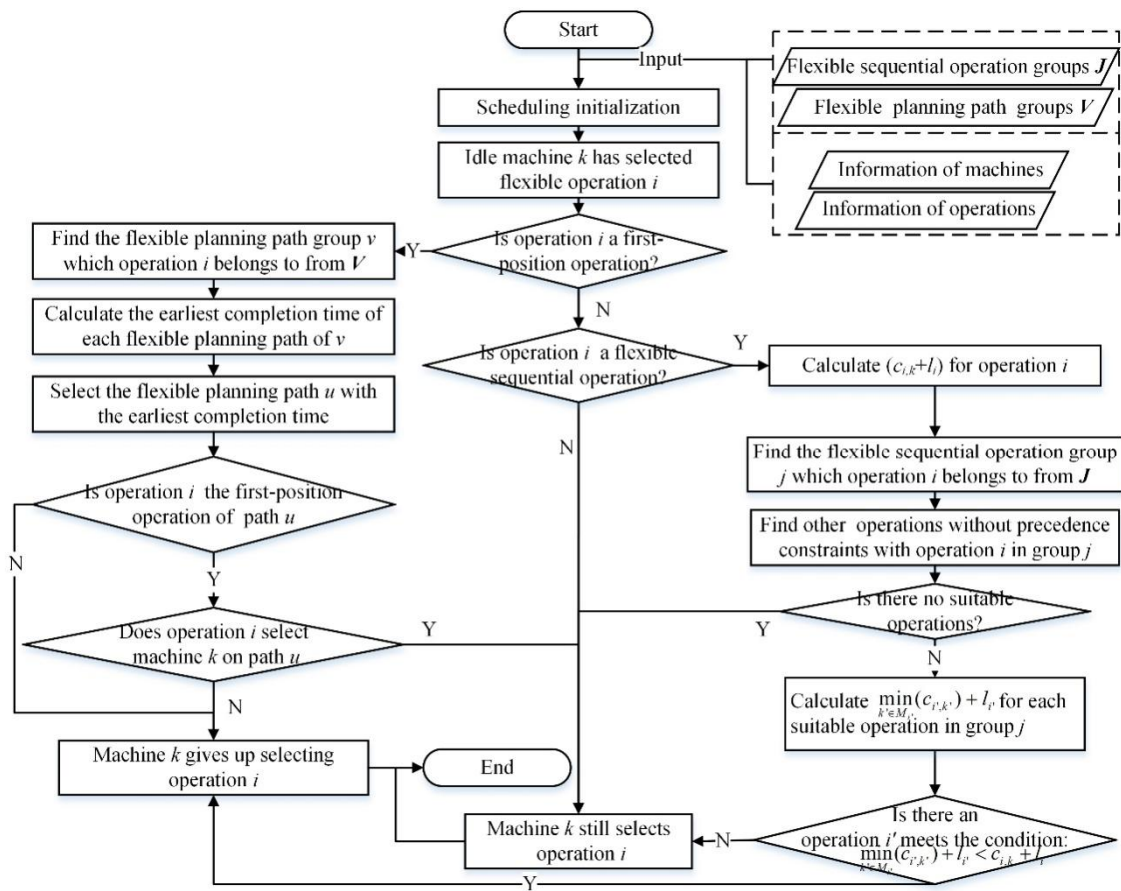 Start
Input
Flexible sequential operation groups J
Flexible planning path groups V
Information of machines
Information of operations
Scheduling initialization
Idle machine k has selected
flexible operation i
Is operation i a first-
position operation?
Y
N
Find the flexible planning path group v
which operation i belongs to from V
Calculate the earliest completion time of
each flexible planning path of v
Select the flexible planning path u with
the earliest completion time
Is operation i the first-position
operation of path u
N
Y
Does operation i select
machine k on path u
Y
N
Machine k gives up selecting
operation i
End
Is operation i a flexible
sequential operation?
Y
N
Calculate (c_{i,k}+l_i) for operation i
Find the flexible sequential operation group
j which operation i belongs to from J
Find other operations without precedence
constraints with operation i in group j
Is there no suitable
operations?
Y
N
Calculate min_{k'∈M_{i'}}(c_{i',k'}) + l_{i'} for each
suitable operation in group j
Is there an
operation i' meets the condition:
min_{k'∈M_{i'}}(c_{i',k'}) + l_{i'} < c_{i,k} + l_i
N
Y
Machine k still selects
operation i